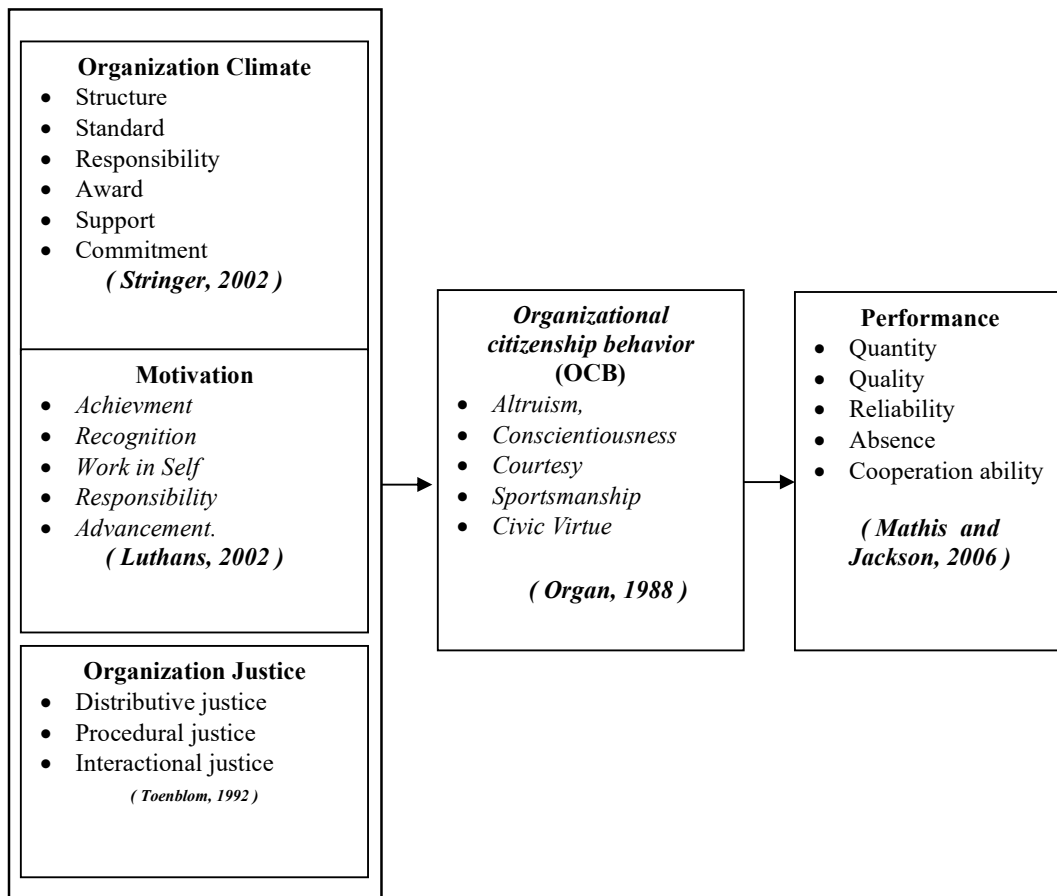 Organization Climate
• Structure
• Standard
• Responsibility
• Award
• Support
• Commitment
( Stringer, 2002 )
Motivation
• Achievment
• Recognition
• Work in Self
• Responsibility
• Advancement.
( Luthans, 2002 )
Organization Justice
• Distributive justice
• Procedural justice
• Interactional justice
( Toenblom, 1992 )
Organizational
citizenship behavior
(OCB)
• Altruism,
• Conscientiousness
• Courtesy
• Sportsmanship
• Civic Virtue
( Organ, 1988 )
Performance
• Quantity
• Quality
• Reliability
• Absence
• Cooperation ability
( Mathis and
Jackson, 2006 )